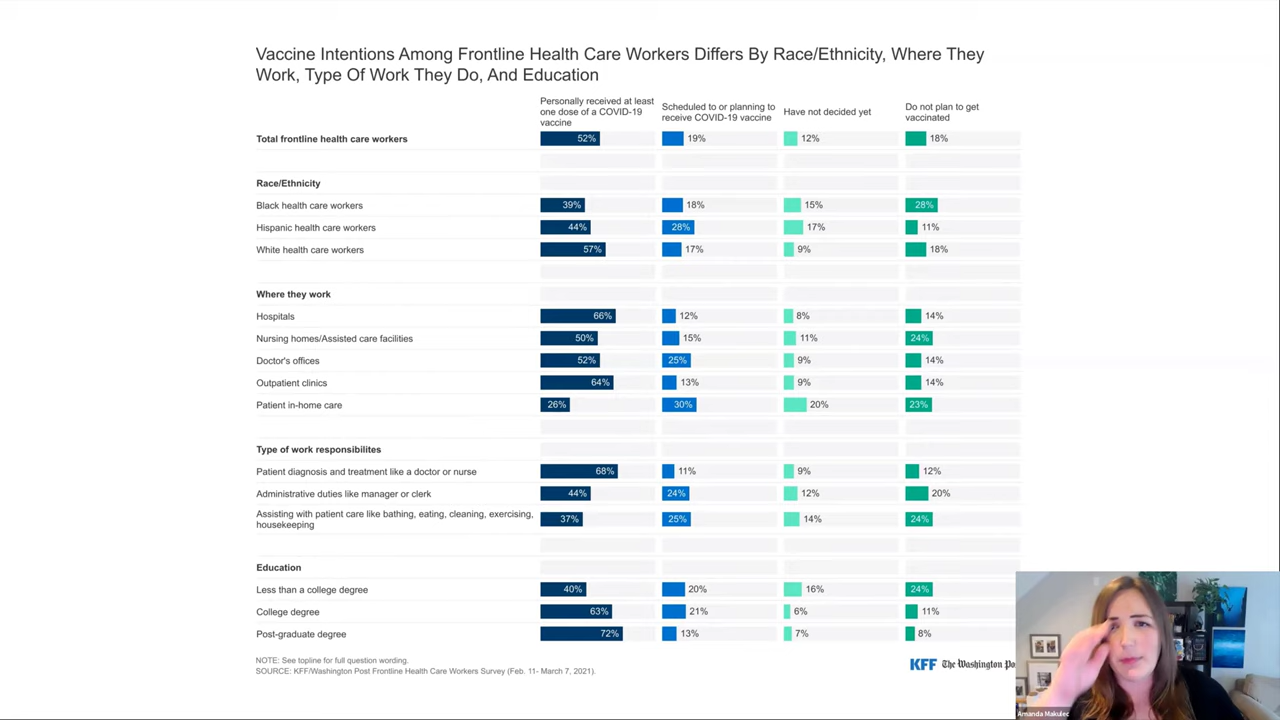 Vaccine Intentions Among Frontline Health Care Workers Differs By Race/Ethnicity, Where They
Work, Type Of Work They Do, And Education
Personally received at least
one dose of a COVID-19
vaccine
Scheduled to or planning to
receive COVID-19 vaccine
Have not decided yet
Do not plan to get
vaccinated
Total frontline health care workers 52% 19% 12% 18%
Race/Ethnicity
Black health care workers 39% 18% 15% 28%
Hispanic health care workers 44% 28% 17% 11%
White health care workers 57% 17% 9% 18%
Where they work
Hospitals 66% 12% 8% 14%
Nursing homes/Assisted care facilities 50% 15% 11% 24%
Doctor's offices 52% 25% 9% 14%
Outpatient clinics 64% 13% 9% 14%
Patient in-home care 26% 30% 20% 23%
Type of work responsibilites
Patient diagnosis and treatment like a doctor or nurse 68% 11% 9% 12%
Administrative duties like manager or clerk 44% 24% 12% 20%
Assisting with patient care like bathing, eating, cleaning, exercising,
housekeeping 37% 25% 14% 24%
Education
Less than a college degree 40% 20% 16% 24%
College degree 63% 21% 6% 11%
Post-graduate degree 72% 13% 7% 8%
NOTE: See topline for full question wording.
SOURCE: KFF/Washington Post Frontline Health Care Workers Survey (Feb. 11- March 7, 2021).
KFF The Washington Po
Amanda Makulec